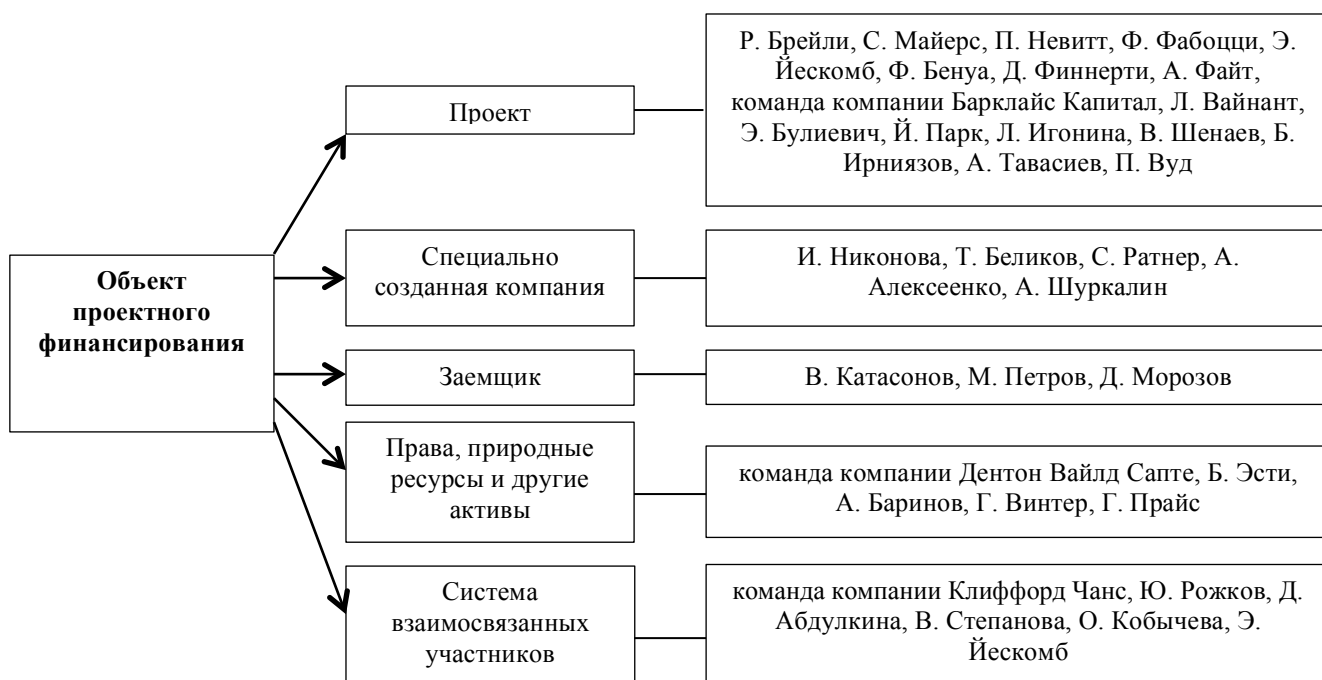 Объект
проектного
финансирования
Проект
Р. Брейли, С. Майерс, П. Невитт, Ф. Фабоцци, Э.
Йескомб, Ф. Бенуа, Д. Финнерти, А. Файт,
команда компании Барклайс Капитал, Л. Вайнант,
Э. Булиевич, Й. Парк, Л. Игонина, В. Шенаев, Б.
Ирниязов, А. Тавасиев, П. Вуд
Специально
созданная компания
И. Никонова, Т. Беликов, С. Ратнер, А.
Алексеенко, А. Шуркалин
Заемщик
В. Катасонов, М. Петров, Д. Морозов
Права, природные
ресурсы и другие
активы
команда компании Дентон Вайлд Сапте, Б. Эсти,
А. Баринов, Г. Винтер, Г. Прайс
Система
взаимосвязанных
участников
команда компании Клиффорд Чанс, Ю. Рожков, Д.
Абдулкина, В. Степанова, О. Кобычева, Э.
Йескомб